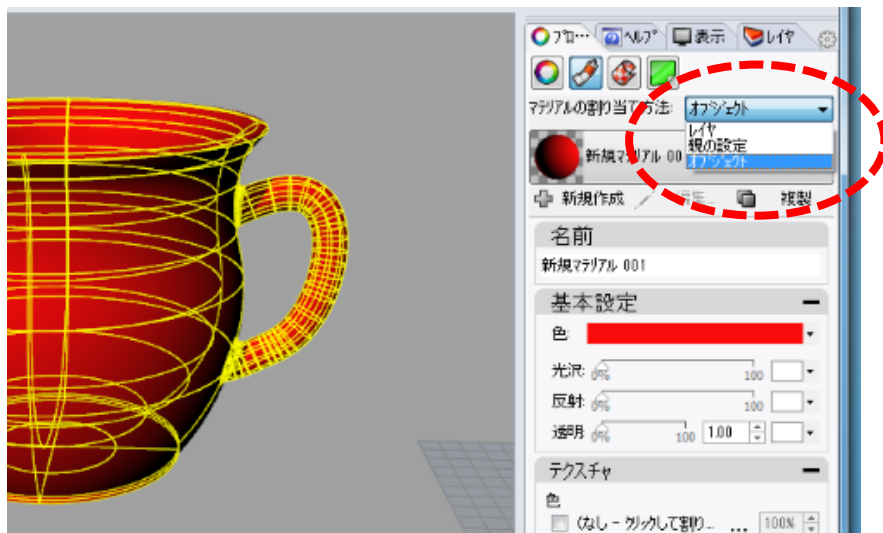 プロ… ヘルプ 表示 レイヤ
マテリアルの割り当て方法: オブジェクト
レイヤ
親の設定
オブジェクト
新規マテリアル 00
新規作成 編集... 複製
名前
新規マテリアル 001
基本設定
色:
光沢: 0% 100
反射: 0% 100
透明: 0% 100 1.00
テクスチャ
色
(なし - クリックして割り... ... 100%